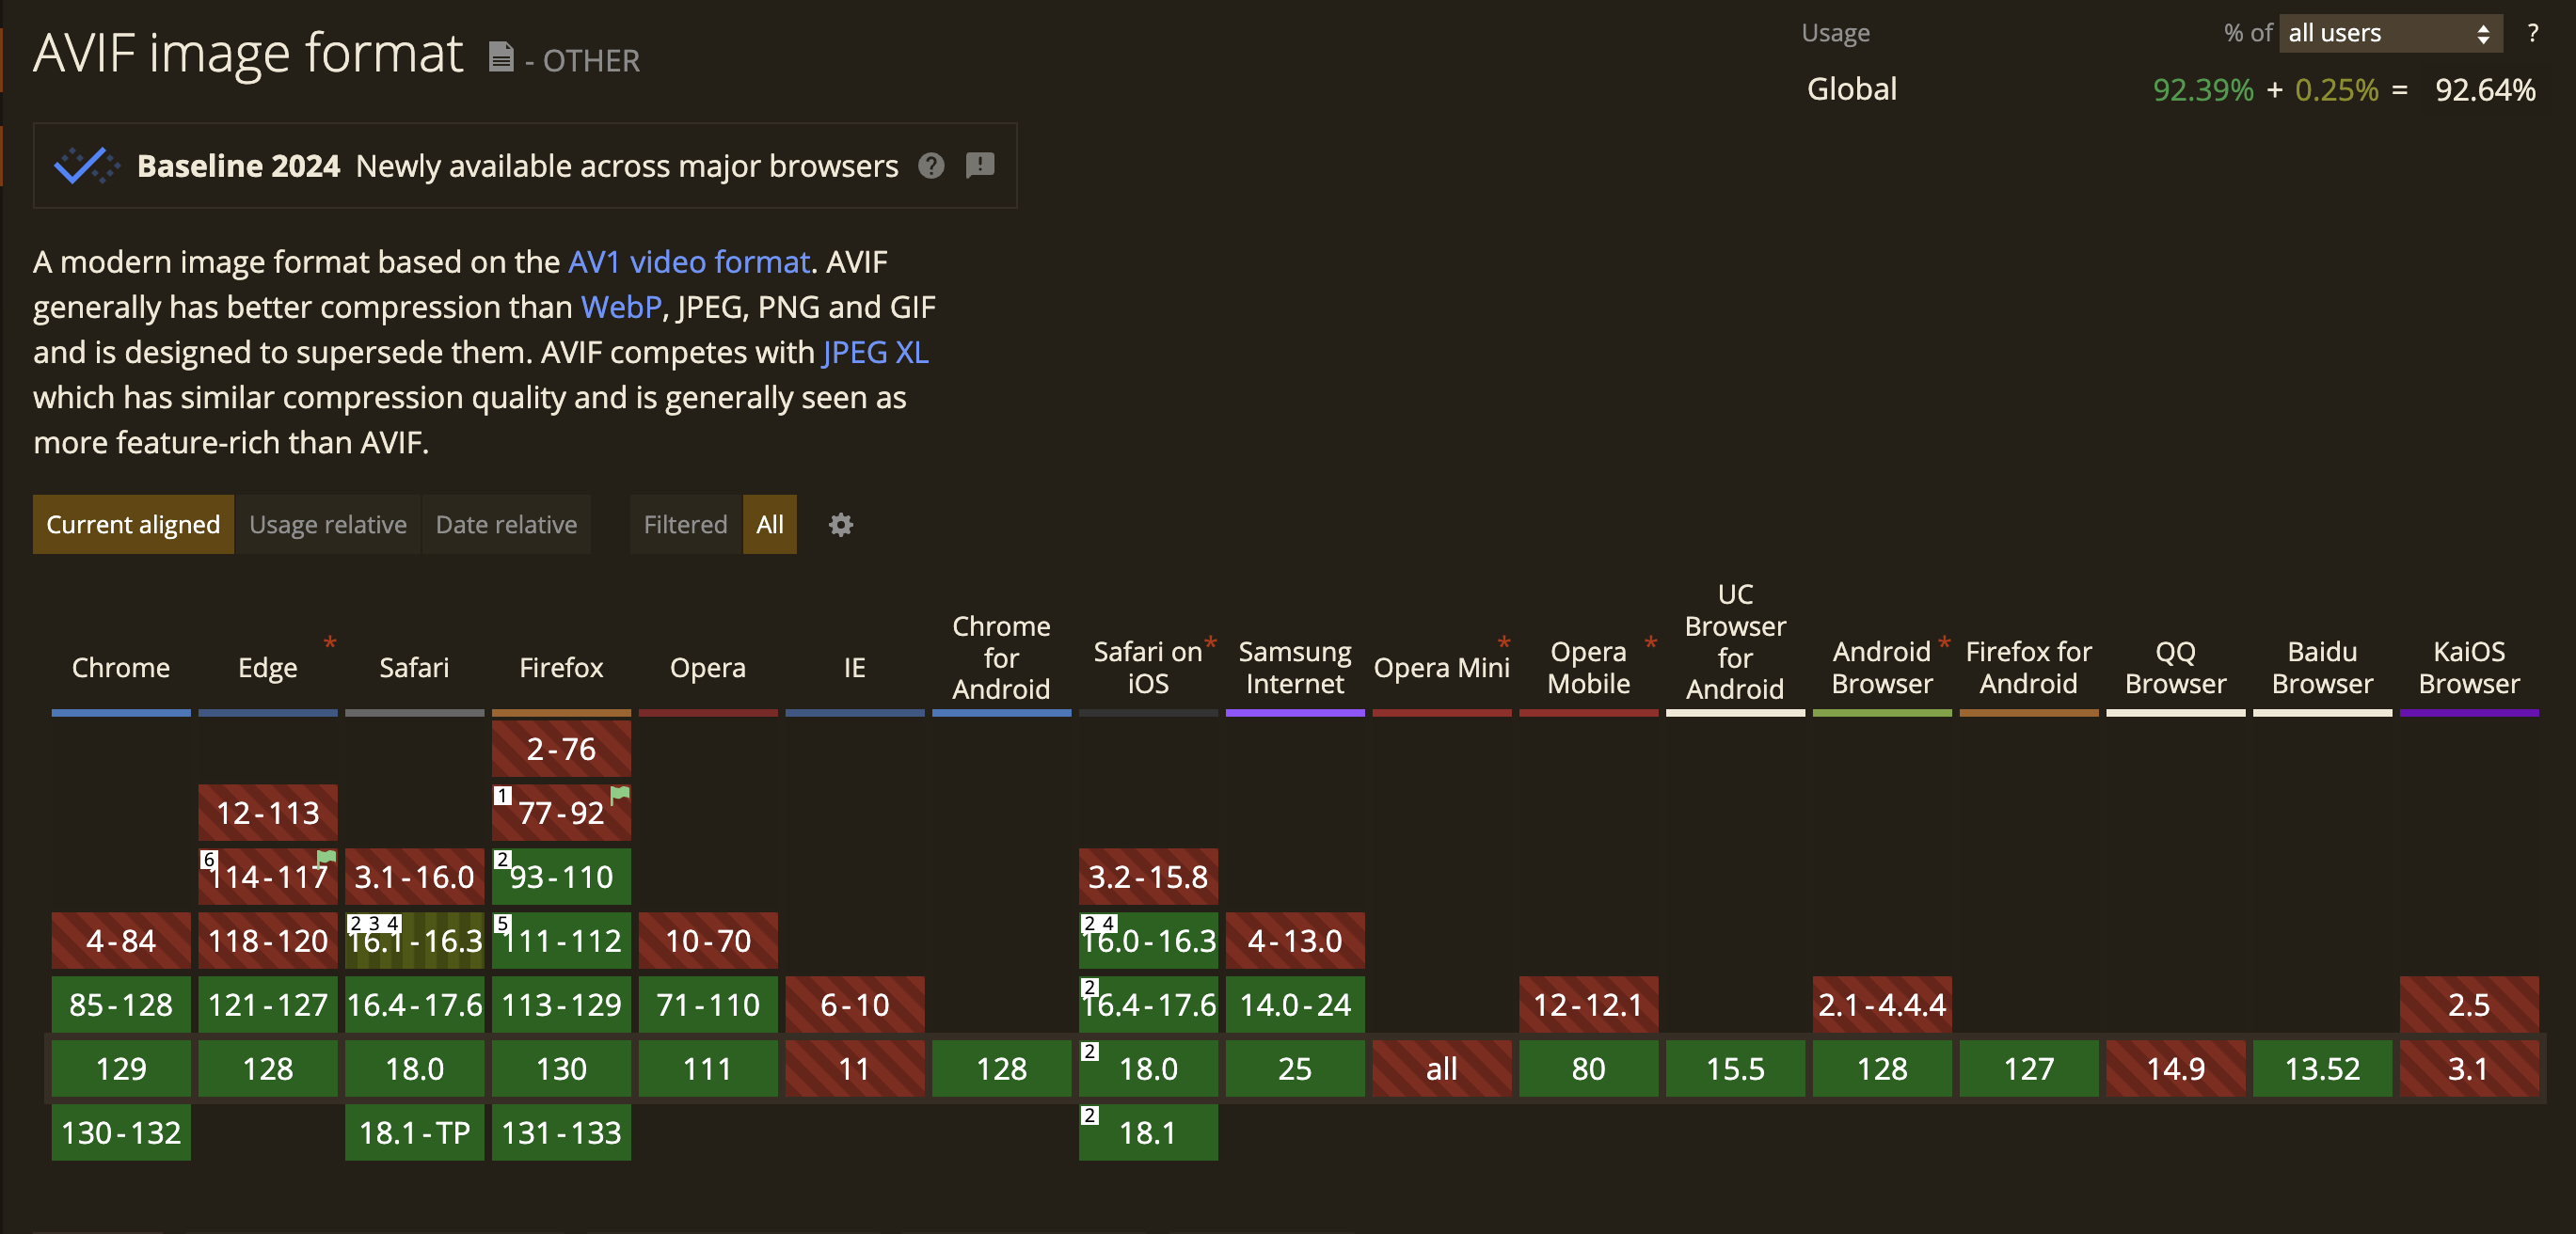 AVIF image format - OTHER
Usage % of all users ?
Global 92.39% + 0.25% = 92.64%
Baseline 2024 Newly available across major browsers ? !
A modern image format based on the AV1 video format. AVIF
generally has better compression than WebP, JPEG, PNG and GIF
and is designed to supersede them. AVIF competes with JPEG XL
which has similar compression quality and is generally seen as
more feature-rich than AVIF.
Current aligned Usage relative Date relative Filtered All
Chrome
Edge *
Safari
Firefox
Opera
IE
Chrome
for
Android
Safari on *
iOS
Samsung
Internet
Opera Mini *
Opera *
Mobile
UC
Browser
for
Android
Android *
Browser
Firefox for
Android
QQ
Browser
Baidu
Browser
KaiOS
Browser
2-76
12-113 1 77-92
6 114-117 3.1-16.0 2 93-110 3.2-15.8
4-84 118-120 2 3 4 16.1-16.3 5 111-112 10-70 2 4 16.0-16.3 4-13.0
85-128 121-127 16.4-17.6 113-129 71-110 6-10 2 16.4-17.6 14.0-24 12-12.1 2.1-4.4.4 2.5
129 128 18.0 130 111 11 128 2 18.0 25 all 80 15.5 128 127 14.9 13.52 3.1
130-132 18.1-TP 131-133 2 18.1